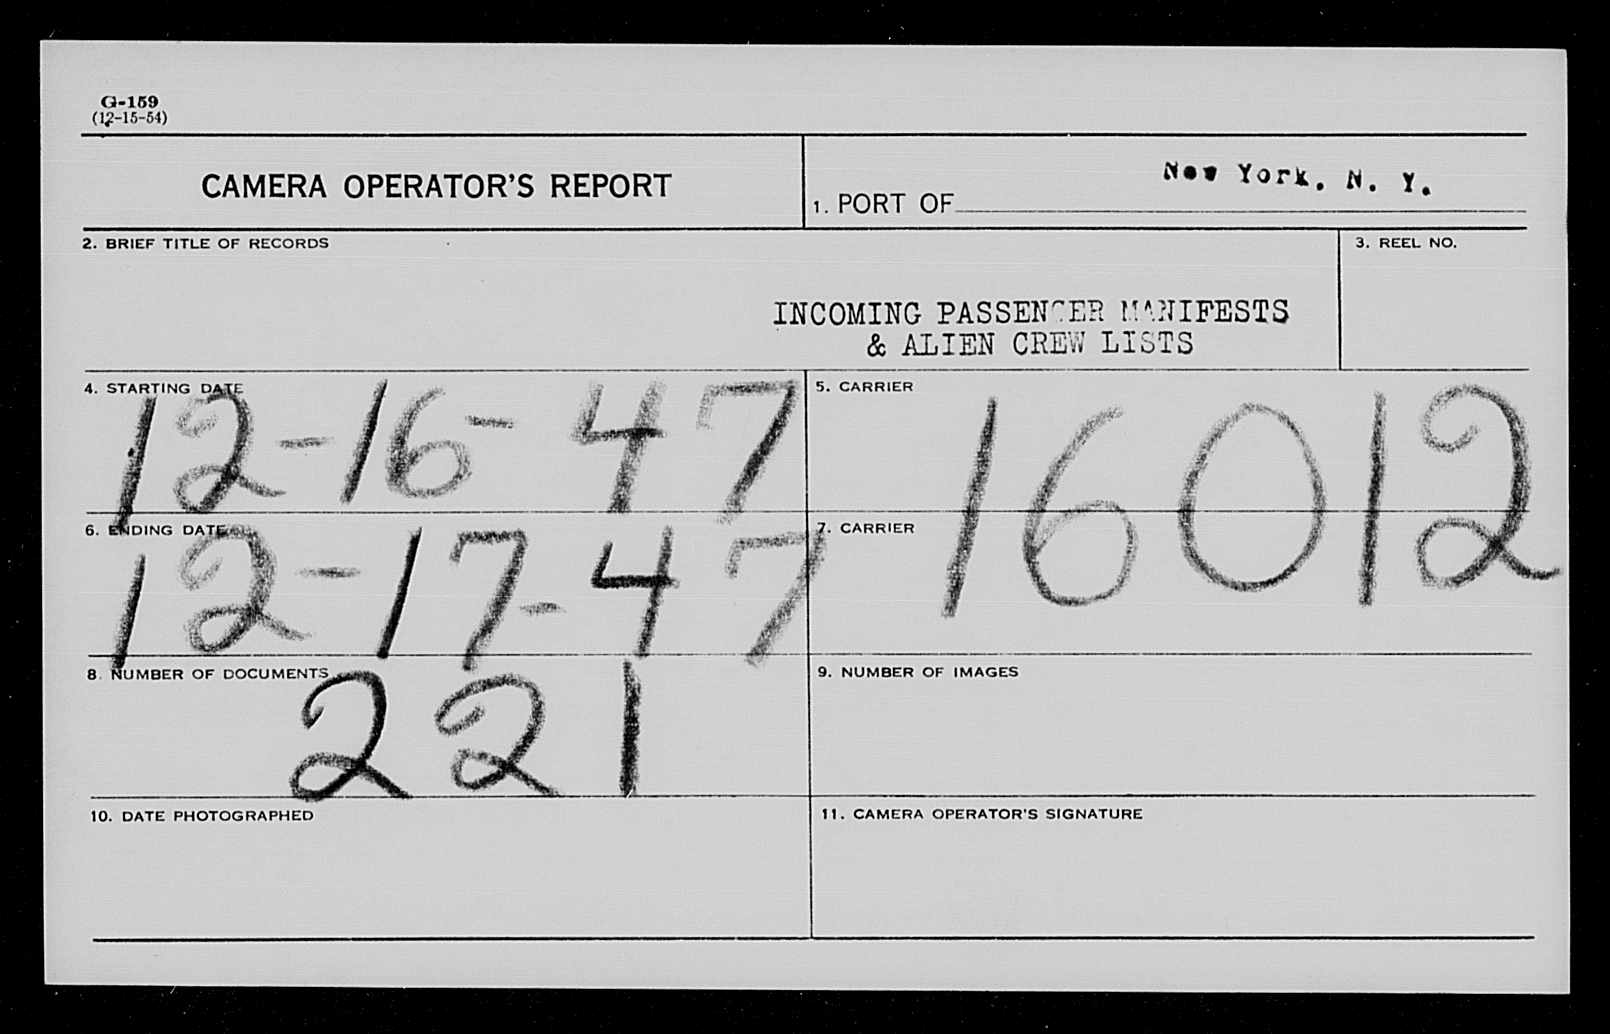 G-159
(12-15-54)
CAMERA OPERATOR'S REPORT
1. PORT OF New York, N. Y.
2. BRIEF TITLE OF RECORDS
3. REEL NO.
INCOMING PASSENGER MANIFESTS
& ALIEN CREW LISTS
4. STARTING DATE
12-16-47
5. CARRIER
16012
6. ENDING DATE
12-17-47
7. CARRIER
8. NUMBER OF DOCUMENTS
221
9. NUMBER OF IMAGES
10. DATE PHOTOGRAPHED
11. CAMERA OPERATOR'S SIGNATURE